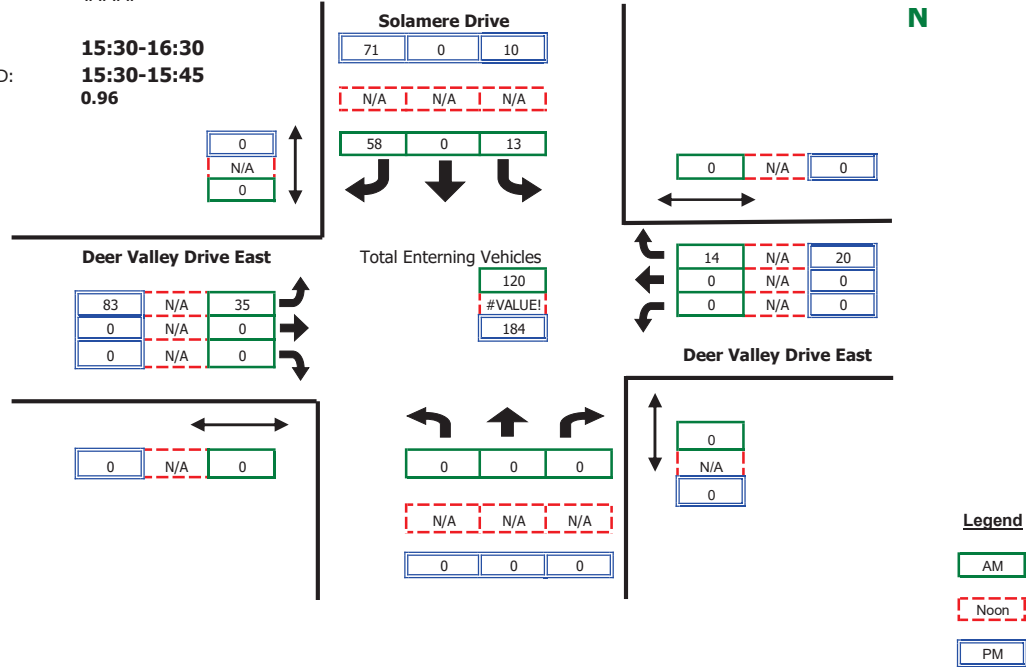 Solamere Drive
N
15:30-16:30
71 0 10
D: 15:30-15:45
0.96
N/A N/A N/A
0
58 0 13
N/A
0 N/A 0
0
Deer Valley Drive East
Total Enterning Vehicles
14 N/A 20
120
0 N/A 0
83 N/A 35
#VALUE!
0 N/A 0
0 N/A 0
184
0 N/A 0
Deer Valley Drive East
0
0 N/A 0
0 0 0
N/A
0
N/A N/A N/A
Legend
0 0 0
AM
Noon
PM